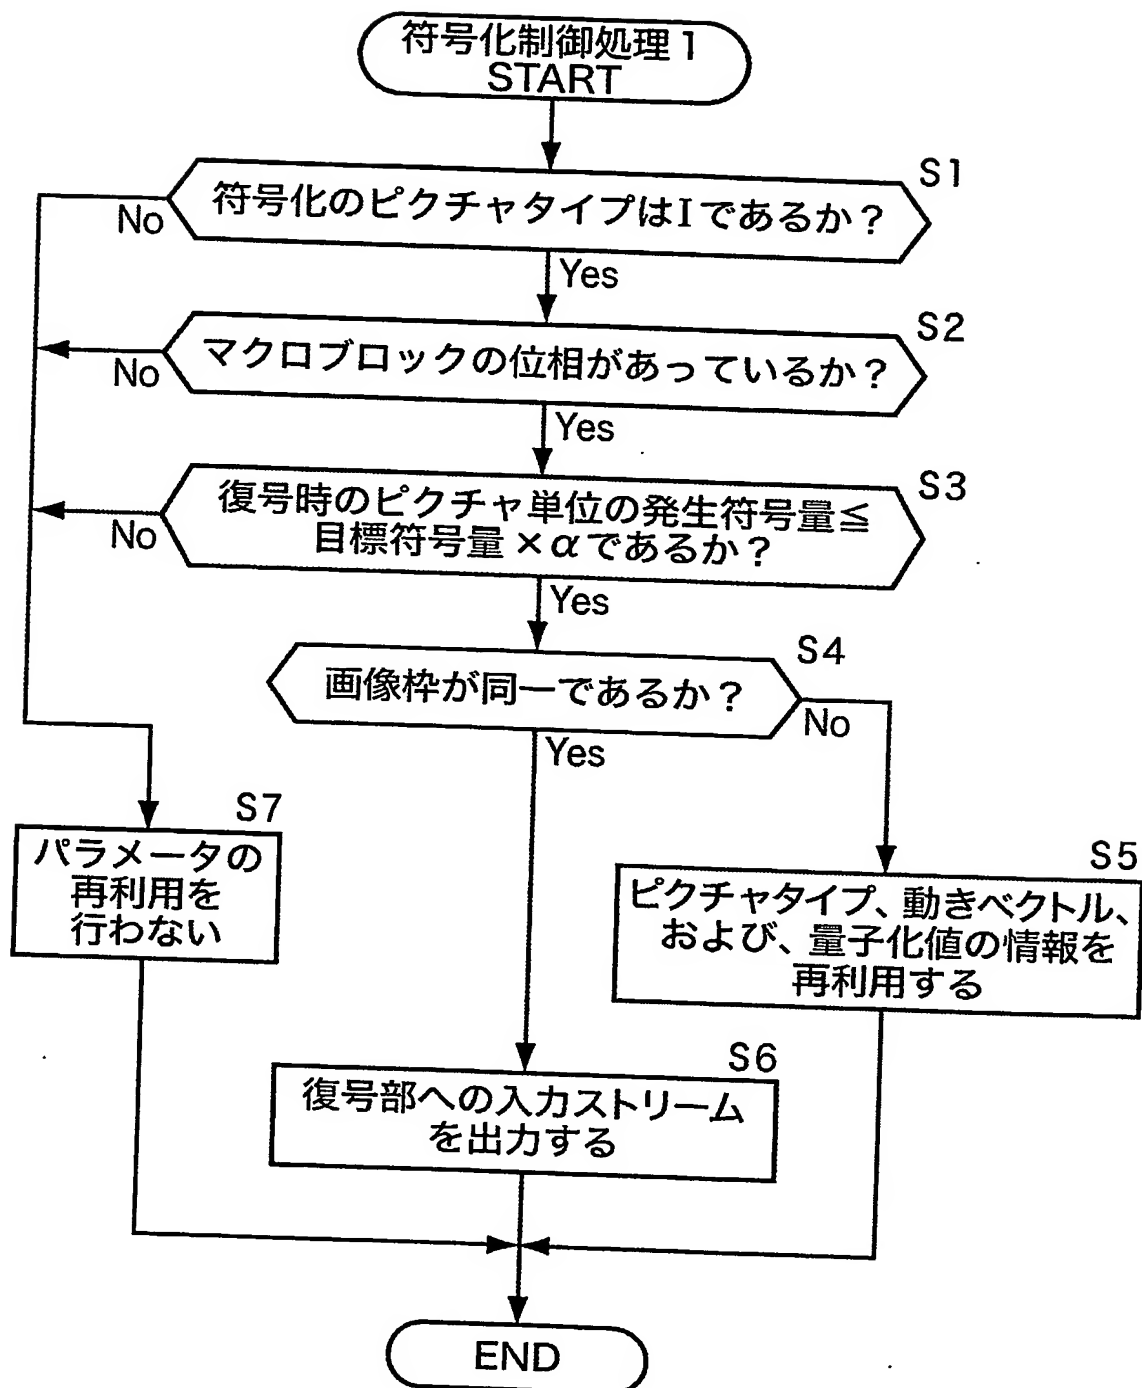 符号化制御処理1
START
S1
符号化のピクチャタイプはIであるか?
No
Yes
S2
マクロブロックの位相があっているか?
No
Yes
S3
復号時のピクチャ単位の発生符号量≦
目標符号量×αであるか?
No
Yes
S4
画像枠が同一であるか?
No
Yes
S7
パラメータの
再利用を
行わない
S5
ピクチャタイプ、動きベクトル、
および、量子化値の情報を
再利用する
S6
復号部への入力ストリーム
を出力する
END